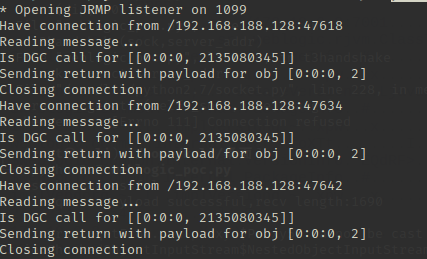 * Opening JRMP listener on 1099
Have connection from /192.168.188.128:47618
Reading message...
Is DGC call for [[0:0:0, 2135080345]]
Sending return with payload for obj [0:0:0, 2]
Closing connection
Have connection from /192.168.188.128:47634
Reading message...
Is DGC call for [[0:0:0, 2135080345]]
Sending return with payload for obj [0:0:0, 2]
Closing connection
Have connection from /192.168.188.128:47642
Reading message...
Is DGC call for [[0:0:0, 2135080345]]
Sending return with payload for obj [0:0:0, 2]
Closing connection